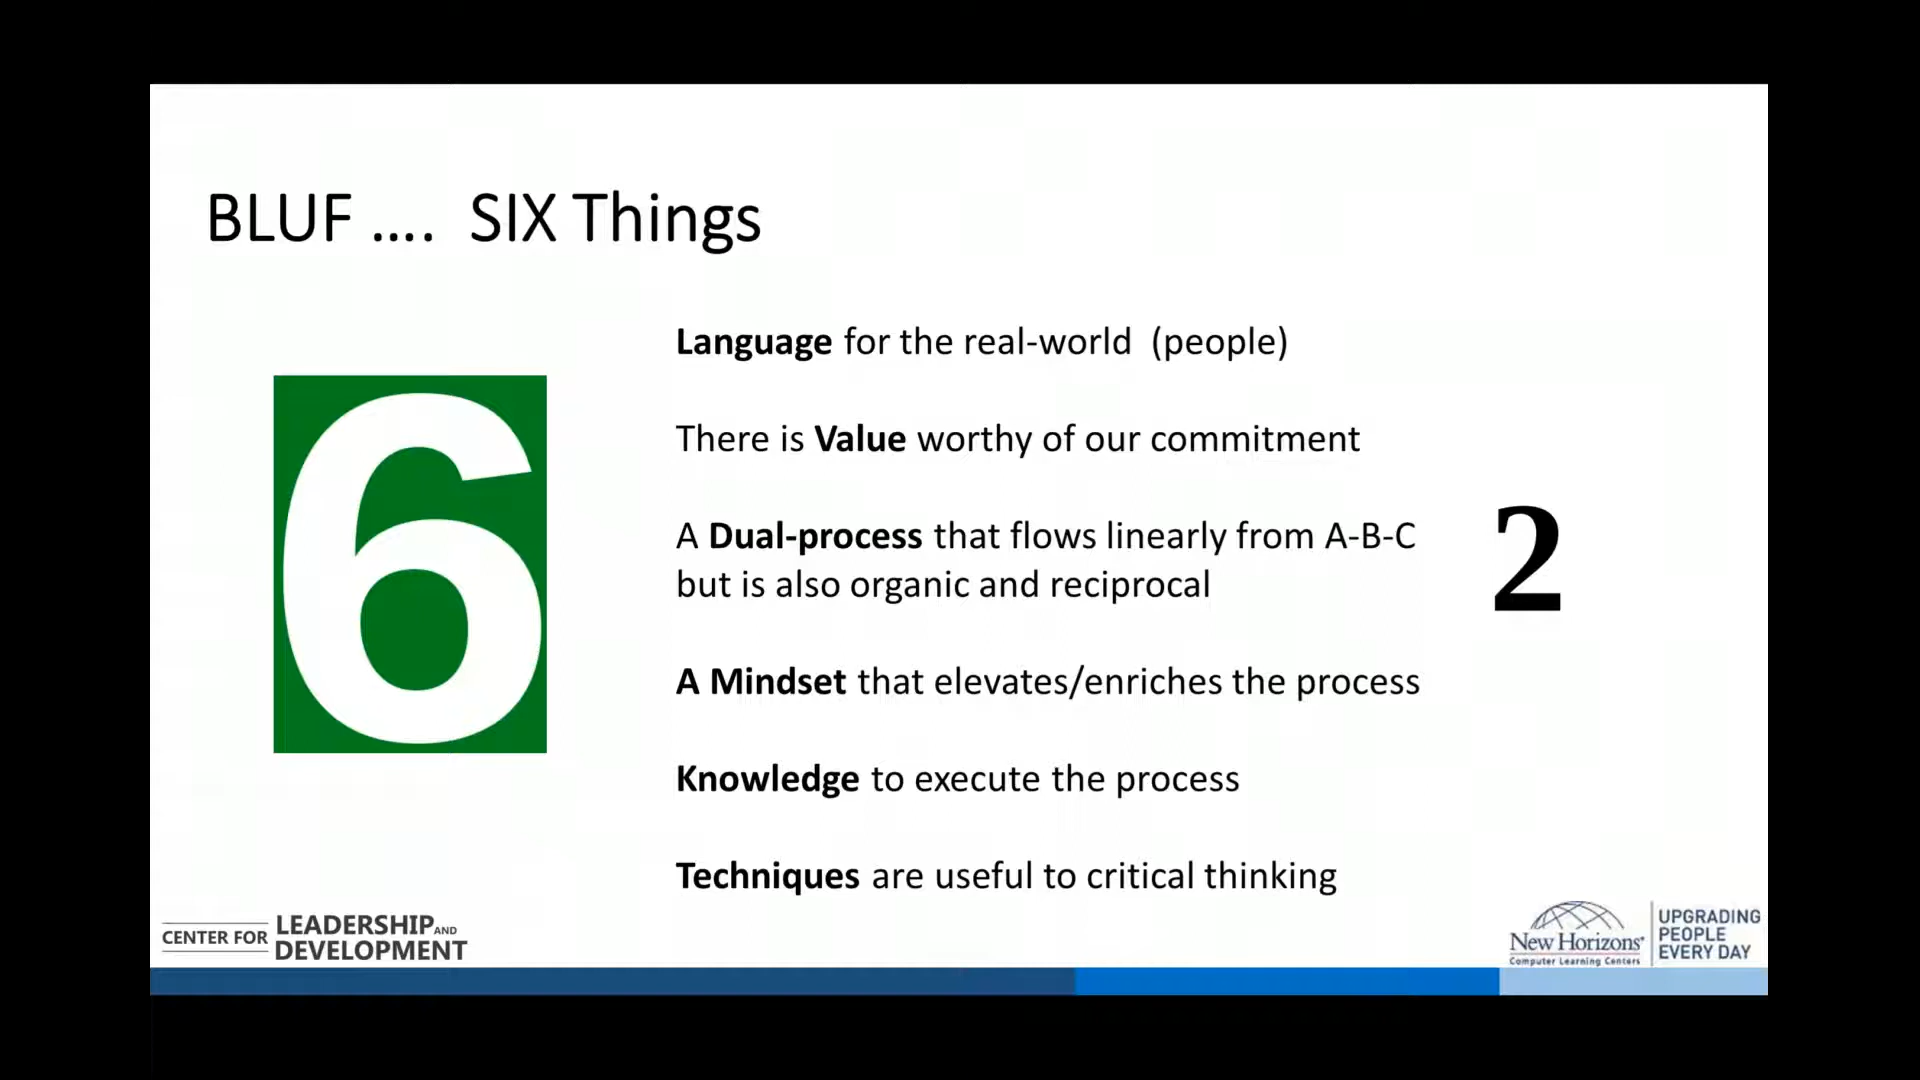 BLUF .... SIX Things
6
Language for the real-world (people)
There is Value worthy of our commitment
A Dual-process that flows linearly from A-B-C
but is also organic and reciprocal
2
A Mindset that elevates/enriches the process
Knowledge to execute the process
Techniques are useful to critical thinking
CENTER FOR LEADERSHIP AND DEVELOPMENT
New Horizons
Computer Learning Centers
UPGRADING
PEOPLE
EVERY DAY